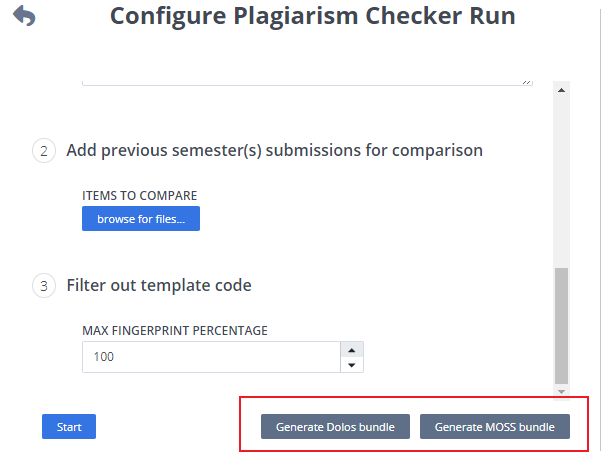 Configure Plagiarism Checker Run
2 Add previous semester(s) submissions for comparison
ITEMS TO COMPARE
browse for files...
3 Filter out template code
MAX FINGERPRINT PERCENTAGE
100
Start Generate Dolos bundle Generate MOSS bundle